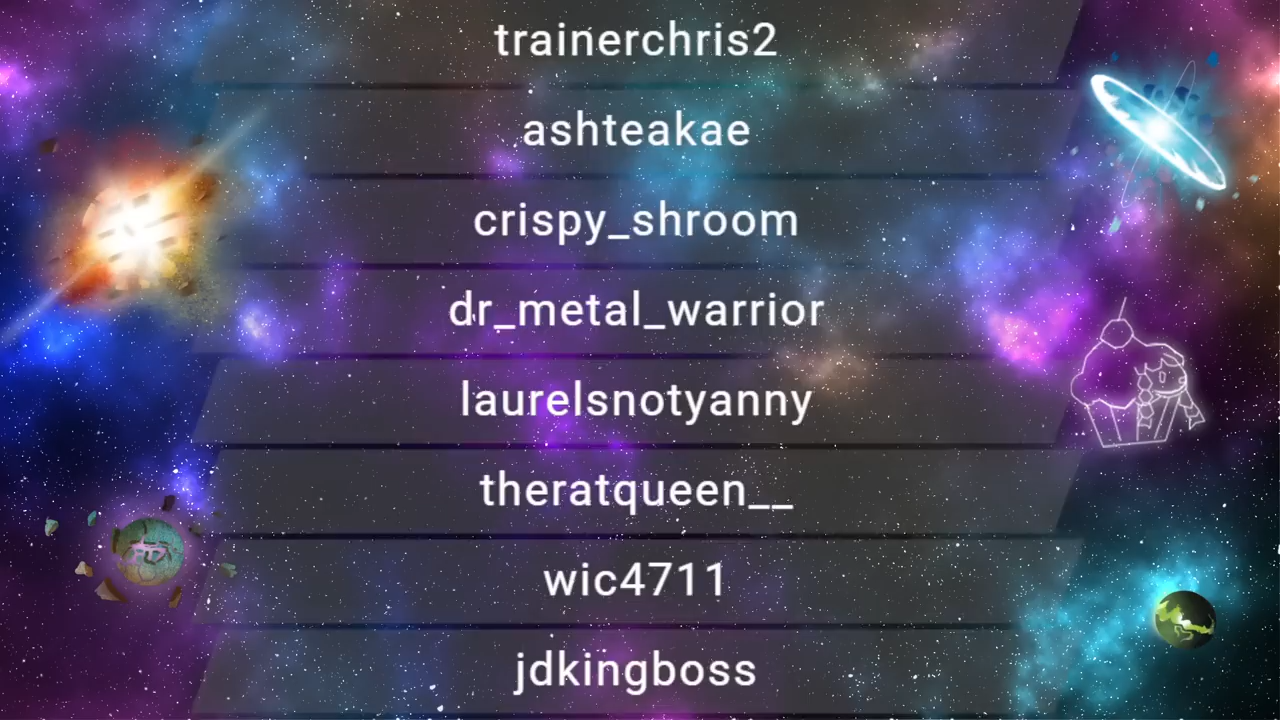 trainerchris2
ashteakae
crispy_shroom
dr_metal_warrior
laurelsnotyanny
theratqueen__
wic4711
jdkingboss